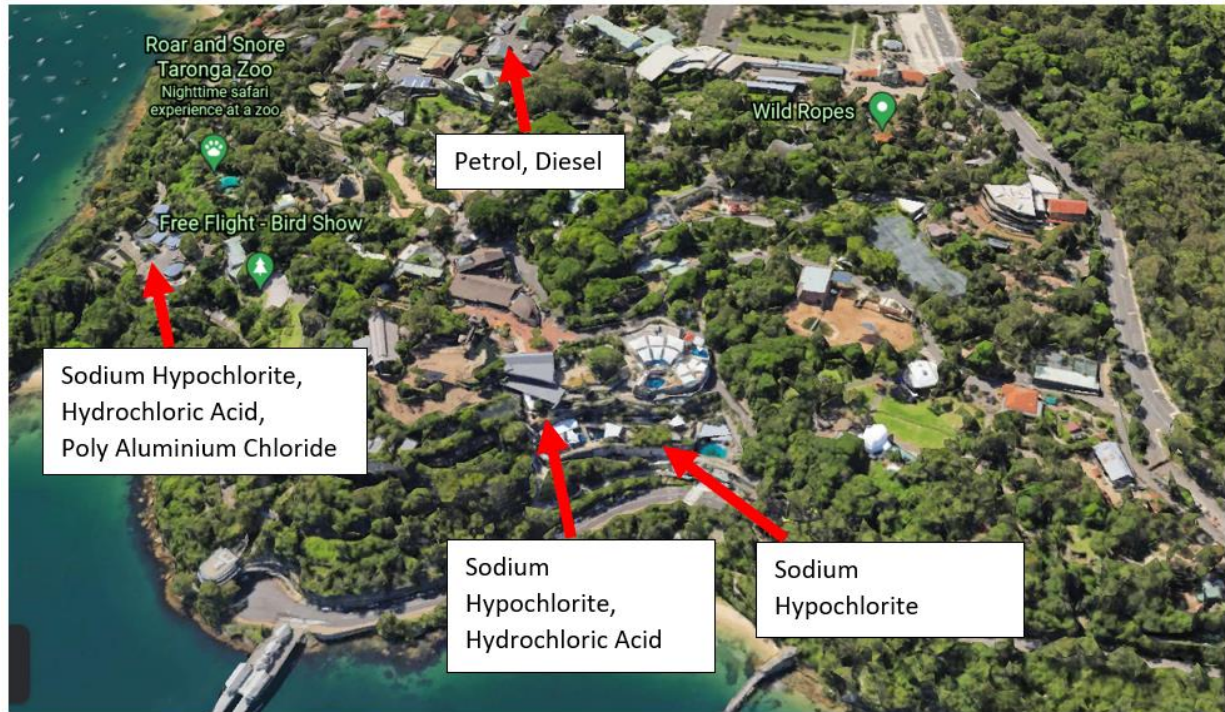 Roar and Snore
Taronga Zoo
Nighttime safari
experience at a zoo
Wild Ropes
Petrol, Diesel
Free Flight - Bird Show
Sodium Hypochlorite,
Hydrochloric Acid,
Poly Aluminium Chloride
Sodium
Hypochlorite,
Hydrochloric Acid
Sodium
Hypochlorite